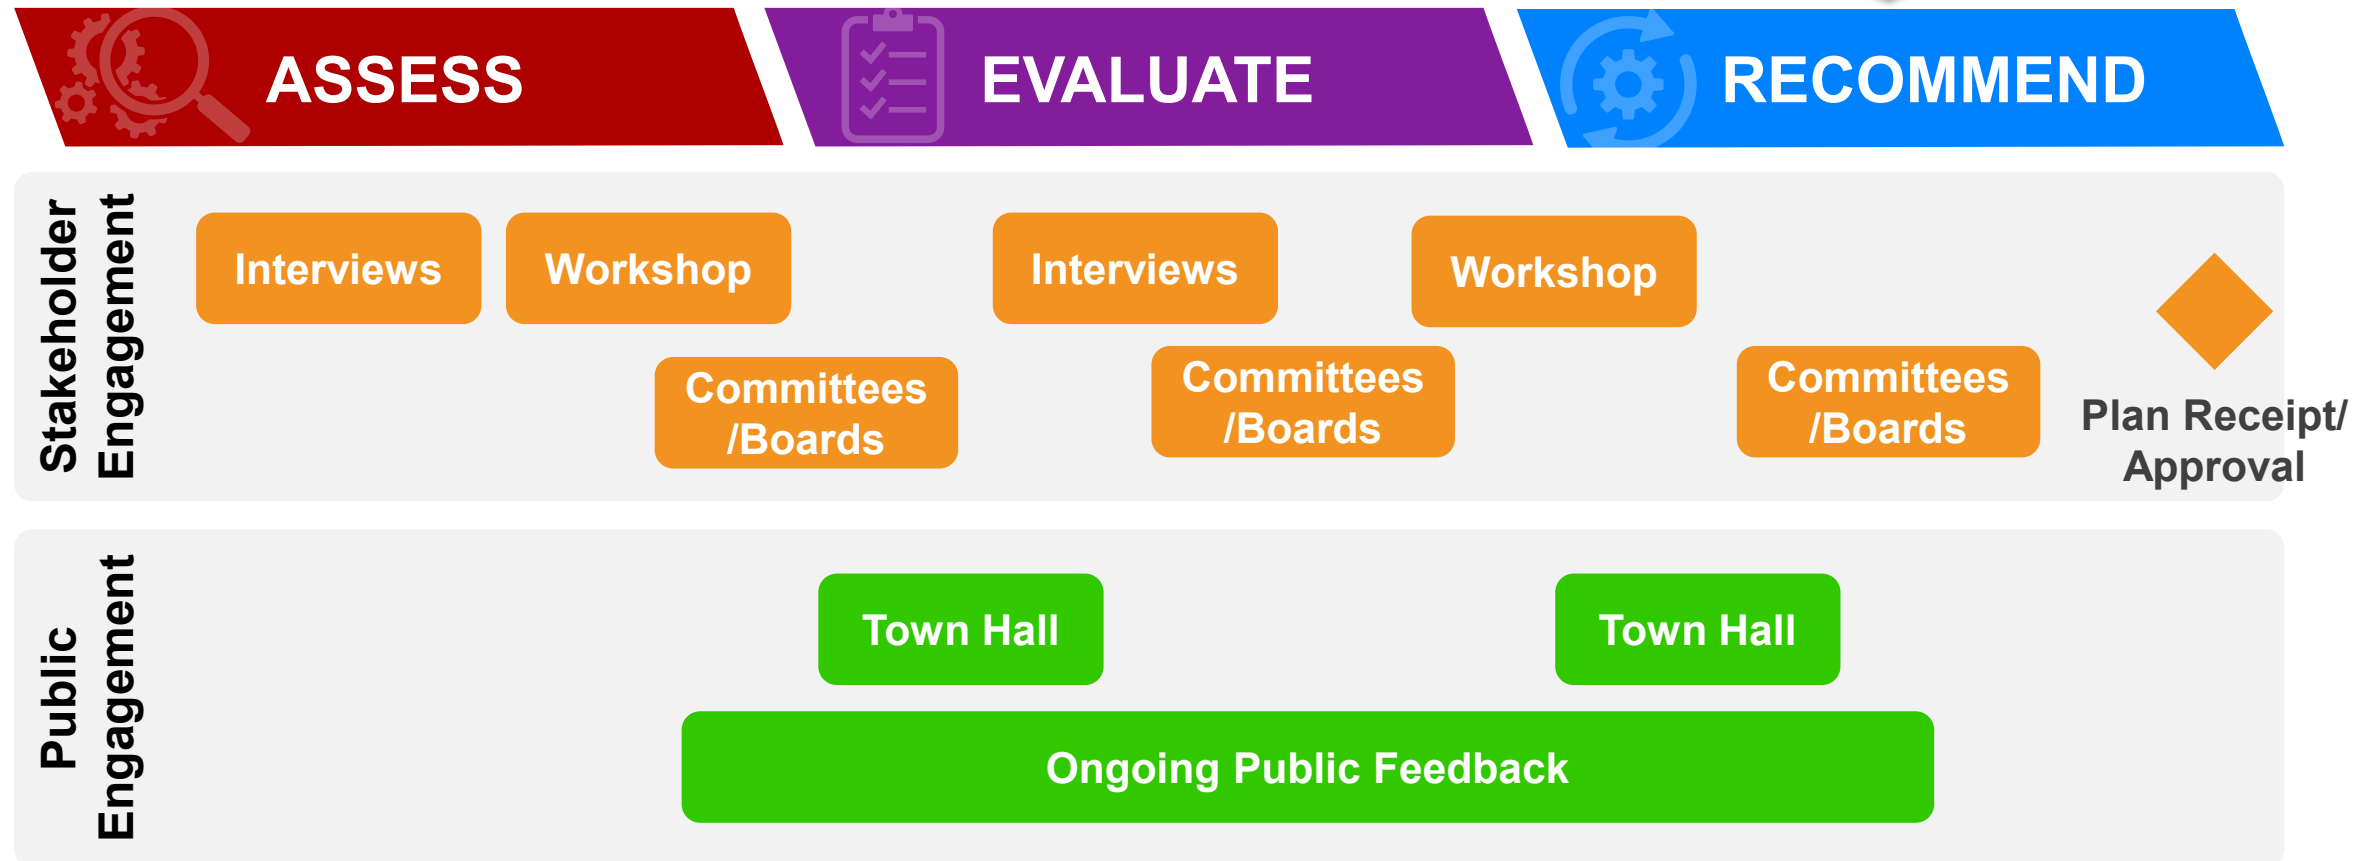 ASSESS
EVALUATE
RECOMMEND
Stakeholder
Engagement
Interviews
Workshop
Interviews
Workshop
Committees
/Boards
Committees
/Boards
Committees
/Boards
Plan Receipt/
Approval
Public
Engagement
Town Hall
Town Hall
Ongoing Public Feedback